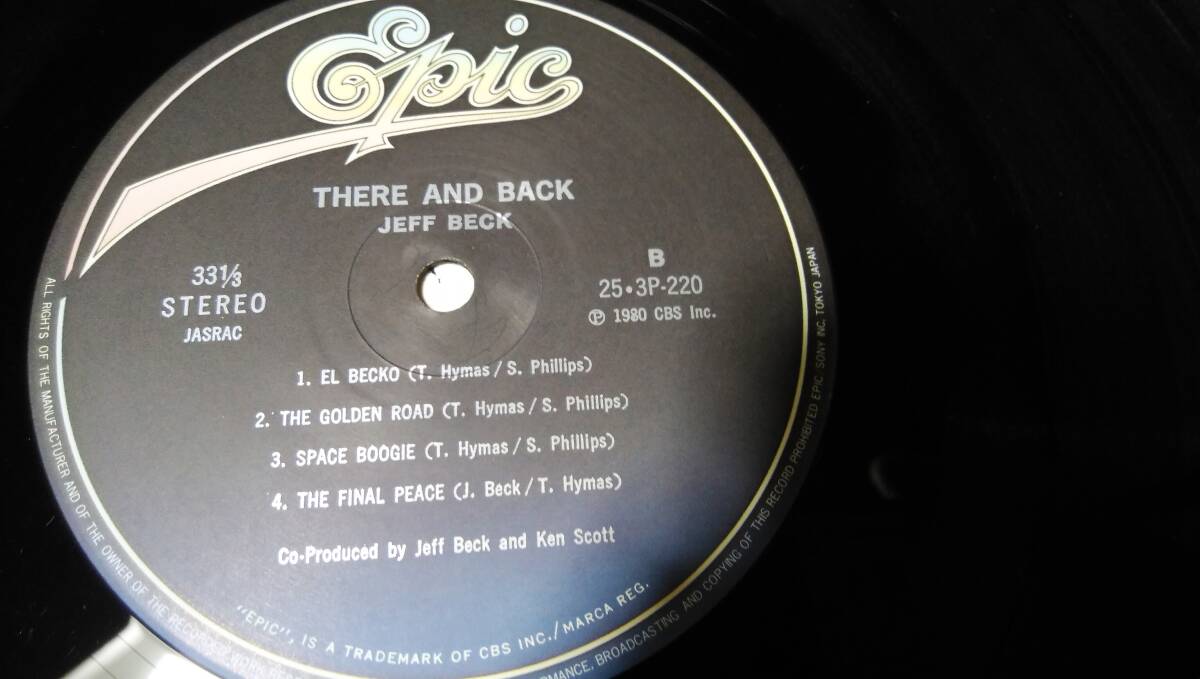 Epic
THERE AND BACK
JEFF BECK
33⅓
STEREO
JASRAC
B
25・3P-220
Ⓟ 1980 CBS Inc.
1. EL BECKO (T. Hymas / S. Phillips)
2. THE GOLDEN ROAD (T. Hymas / S. Phillips)
3. SPACE BOOGIE (T. Hymas / S. Phillips)
4. THE FINAL PEACE (J. Beck / T. Hymas)
Co-Produced by Jeff Beck and Ken Scott
"EPIC", IS A TRADEMARK OF CBS INC./MARCA REG.
ALL RIGHTS OF THE MANUFACTURER AND OF THE OWNER OF THE RECORDED WORK
BROADCASTING AND COPYING OF THIS RECORD PROHIBITED EPIC SONY INC. TOKYO JAPAN